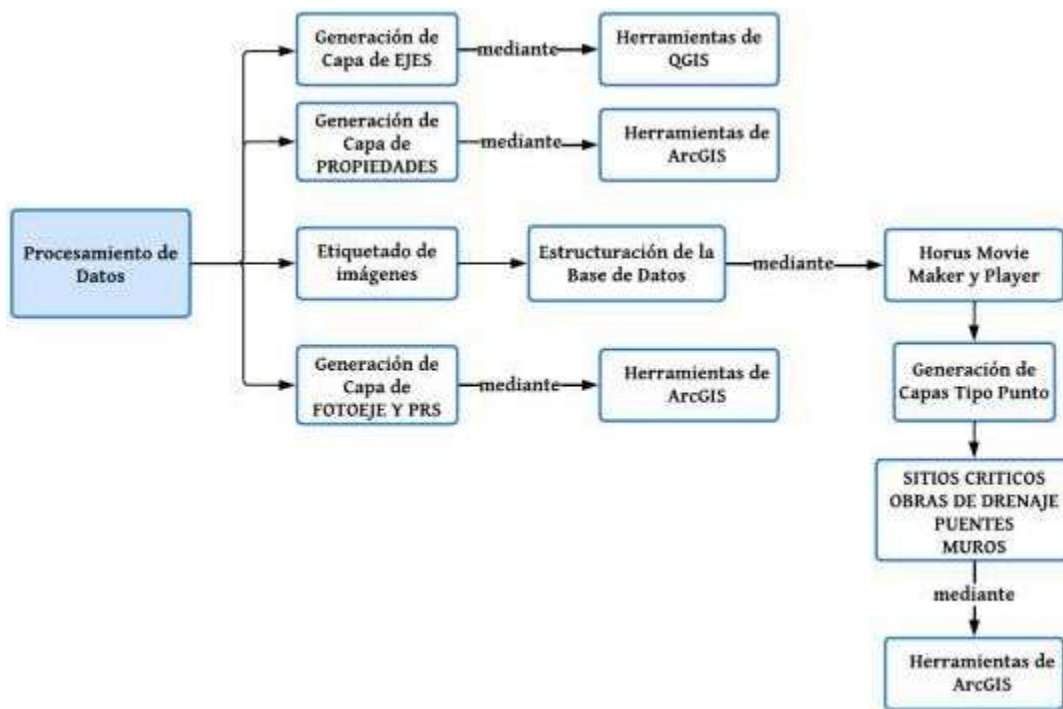 Generación de
Capa de EJES
mediante
Herramientas de
QGIS
Generación de
Capa de
PROPIEDADES
mediante
Herramientas de
ArcGIS
Procesamiento de
Datos
Etiquetado de
imágenes
Estructuración de la
Base de Datos
mediante
Horus Movie
Maker y Player
Generación de
Capa de
FOTOEJE Y PRS
mediante
Herramientas de
ArcGIS
Generación de
Capas Tipo Punto
SITIOS CRITICOS
OBRAS DE DRENAJE
PUENTES
MUROS
mediante
Herramientas de
ArcGIS